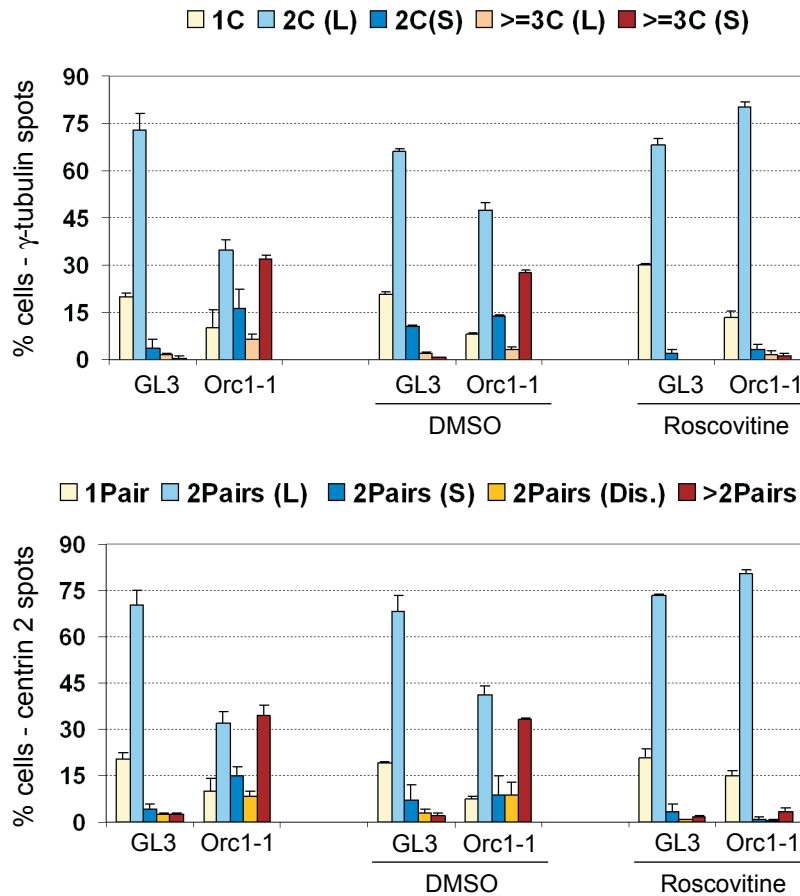 1C 2C (L) 2C(S) >=3C (L) >=3C (S)
% cells - γ-tubulin spots
90
75
60
45
30
15
0
GL3 Orc1-1 GL3 Orc1-1 GL3 Orc1-1
DMSO Roscovitine
1Pair 2Pairs (L) 2Pairs (S) 2Pairs (Dis.) >2Pairs
% cells - centrin 2 spots
90
75
60
45
30
15
0
GL3 Orc1-1 GL3 Orc1-1 GL3 Orc1-1
DMSO Roscovitine